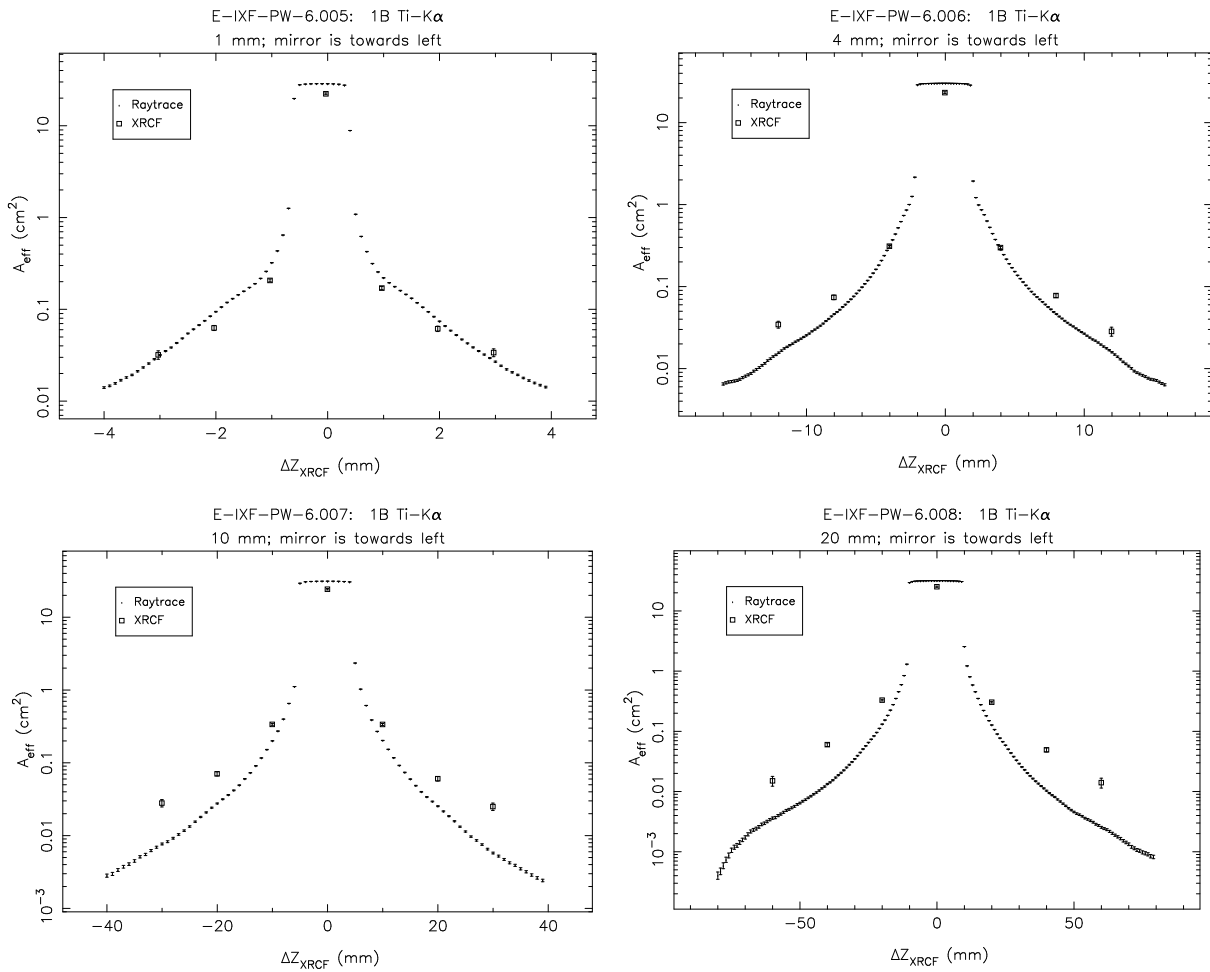 E-IXF-PW-6.005: 1B Ti-Kα
1 mm; mirror is towards left
Raytrace
XRCF
A_eff (cm²)
10
1
0.1
0.01
−4 −2 0 2 4
ΔZ_XRCF (mm)
E-IXF-PW-6.006: 1B Ti-Kα
4 mm; mirror is towards left
Raytrace
XRCF
A_eff (cm²)
10
1
0.1
0.01
−10 0 10
ΔZ_XRCF (mm)
E-IXF-PW-6.007: 1B Ti-Kα
10 mm; mirror is towards left
Raytrace
XRCF
A_eff (cm²)
10
1
0.1
0.01
10⁻³
−40 −20 0 20 40
ΔZ_XRCF (mm)
E-IXF-PW-6.008: 1B Ti-Kα
20 mm; mirror is towards left
Raytrace
XRCF
A_eff (cm²)
10
1
0.1
0.01
10⁻³
−50 0 50
ΔZ_XRCF (mm)